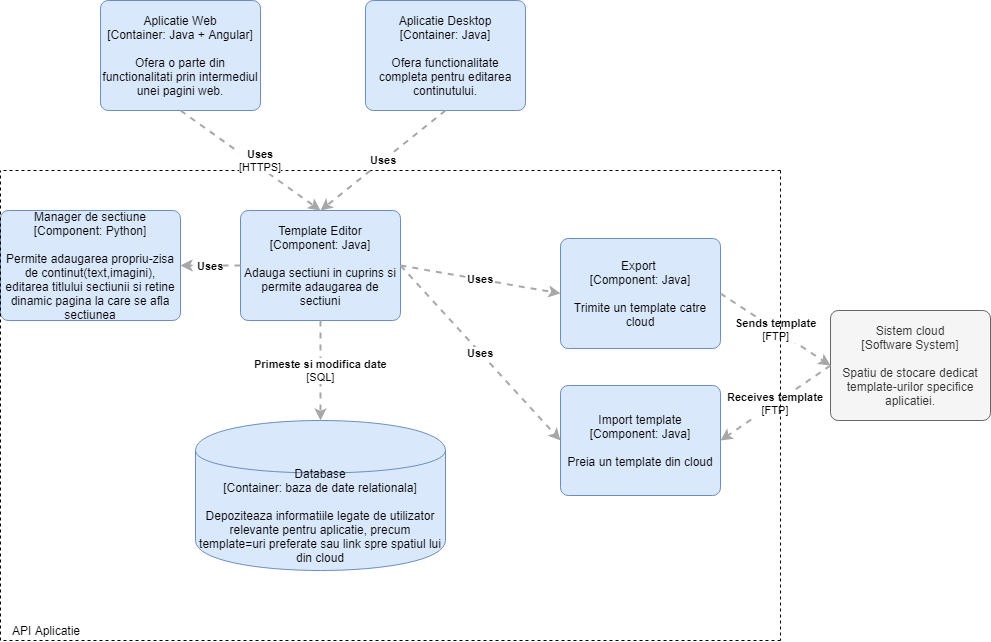 Aplicatie Web
[Container: Java + Angular]
Ofera o parte din
functionalitati prin intermediul
unei pagini web.
Aplicatie Desktop
[Container: Java]
Ofera functionalitate
completa pentru editarea
continutului.
Uses
[HTTPS]
Uses
Manager de sectiune
[Component: Python]
Permite adaugarea propriu-zisa
de continut(text,imagini),
editarea titlului sectiunii si retine
dinamic pagina la care se afla
sectiunea
Uses
Template Editor
[Component: Java]
Adauga sectiuni in cuprins si
permite adaugarea de
sectiuni
Uses
Export
[Component: Java]
Trimite un template catre
cloud
Sends template
[FTP]
Sistem cloud
[Software System]
Spatiu de stocare dedicat
template-urilor specifice
aplicatiei.
Primeste si modifica date
[SQL]
Uses
Receives template
[FTP]
Import template
[Component: Java]
Preia un template din cloud
Database
[Container: baza de date relationala]
Depoziteaza informatiile legate de utilizator
relevante pentru aplicatie, precum
template=uri preferate sau link spre spatiul lui
din cloud
API Aplicatie